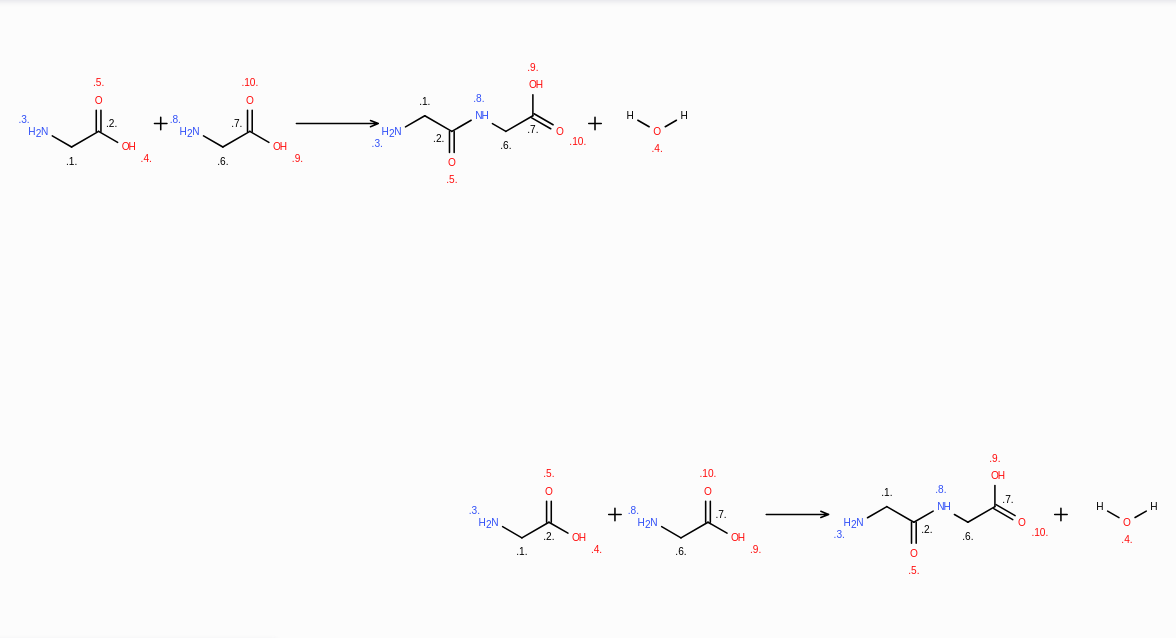 .9.
.5. .10. OH
O O .1. .8. NH H H
.3. .2. + .8. .7. H2N .7. O + O
H2N H2N .3. .2. .6. .10. .4.
.1. OH .4. .6. OH .9. O
.5.
.9.
.5. .10. OH
O O .1. .8. NH .7. H H
.3. H2N + .8. H2N .7. H2N O + O
.2. OH OH .3. .2. .6. .10. .4.
.1. .4. .6. .9. O
.5.